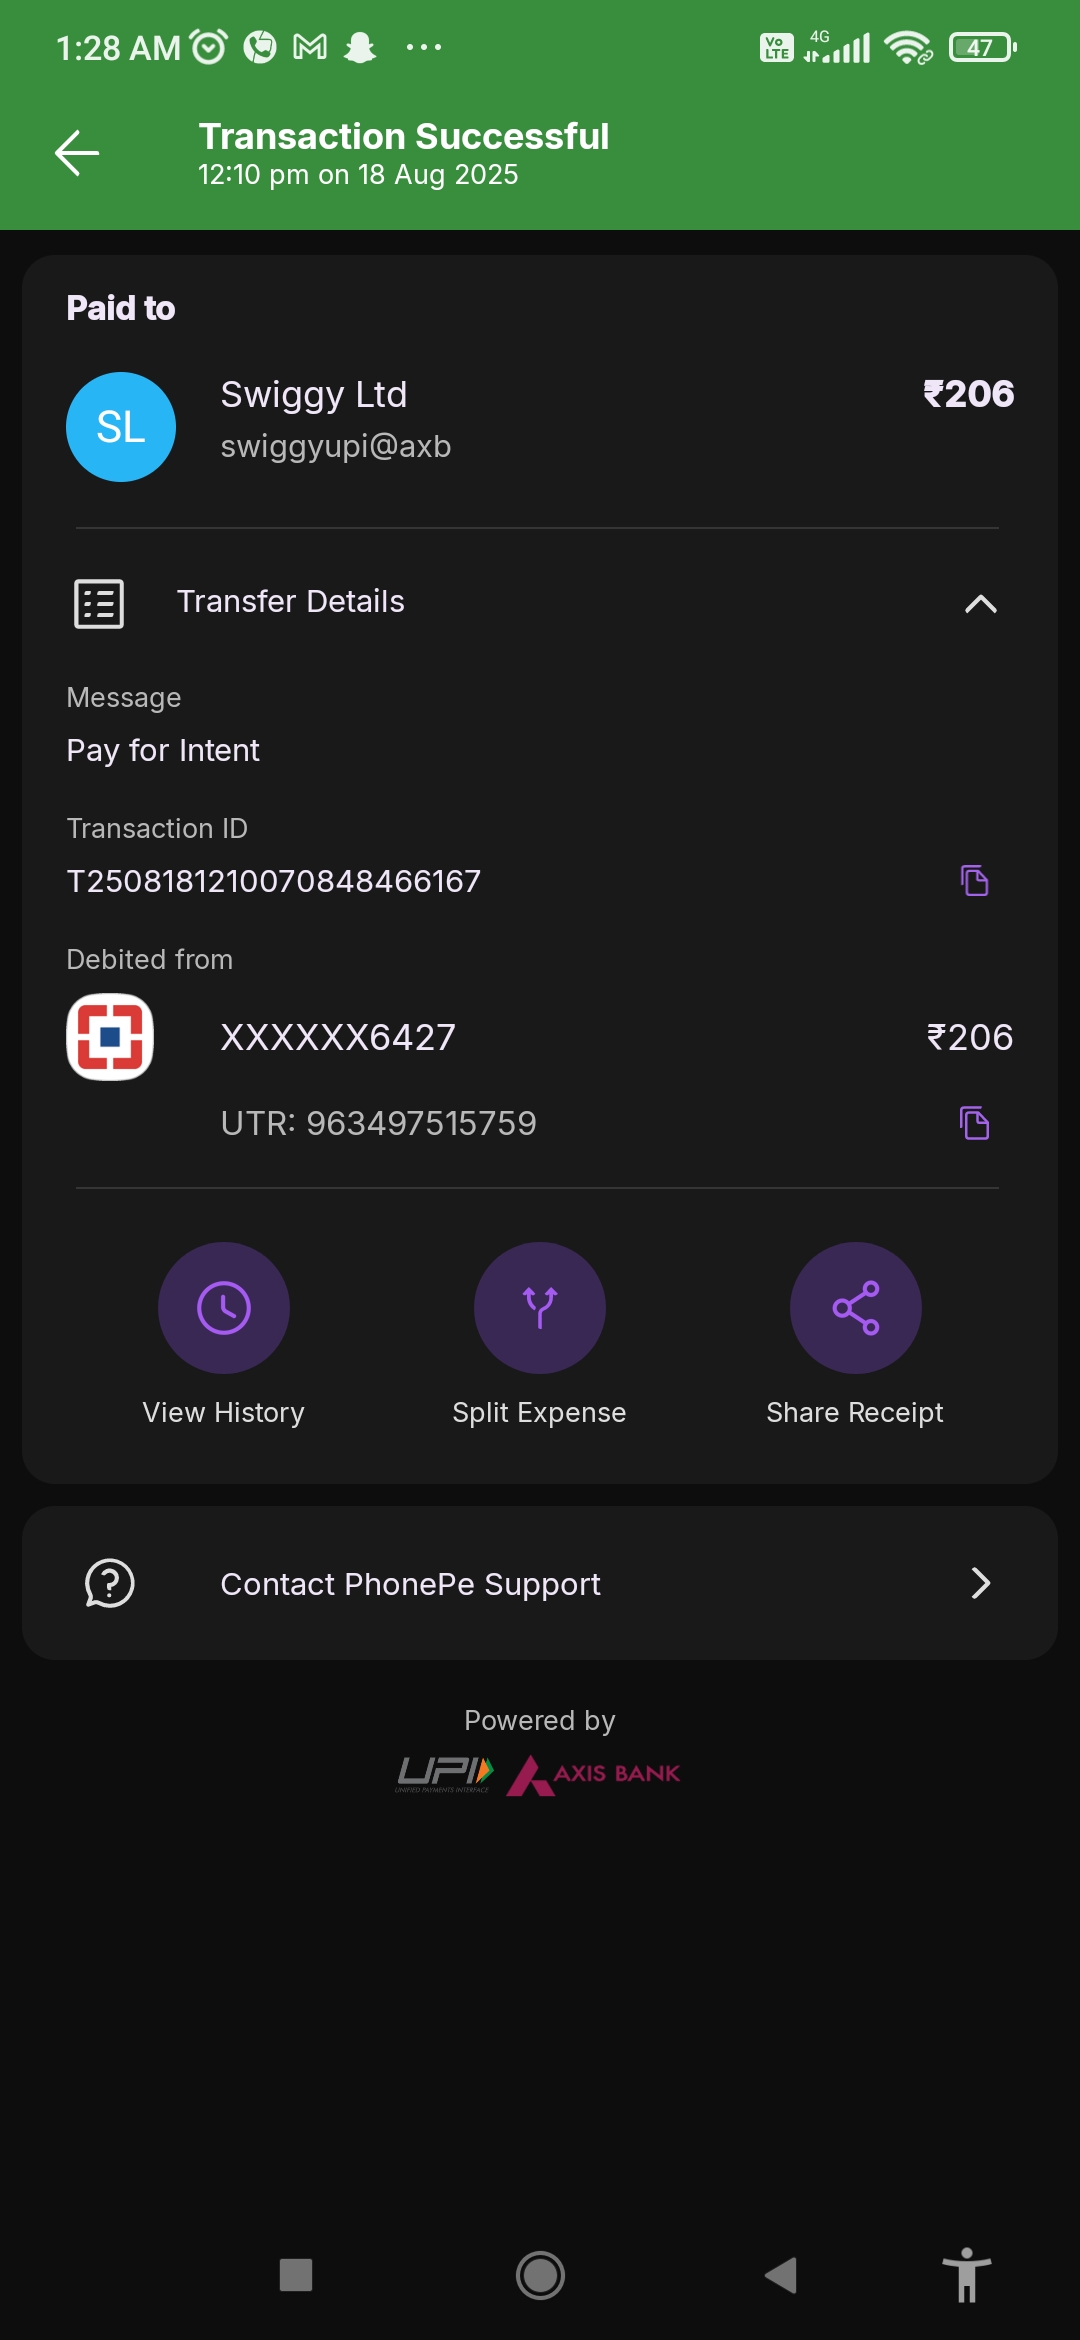 1:28 AM
Vo LTE 4G 47
Transaction Successful
12:10 pm on 18 Aug 2025
Paid to
SL
Swiggy Ltd
₹206
swiggyupi@axb
Transfer Details
Message
Pay for Intent
Transaction ID
T2508181210070848466167
Debited from
XXXXXX6427
₹206
UTR: 963497515759
View History
Split Expense
Share Receipt
Contact PhonePe Support
Powered by
UPI AXIS BANK
UNIFIED PAYMENTS INTERFACE